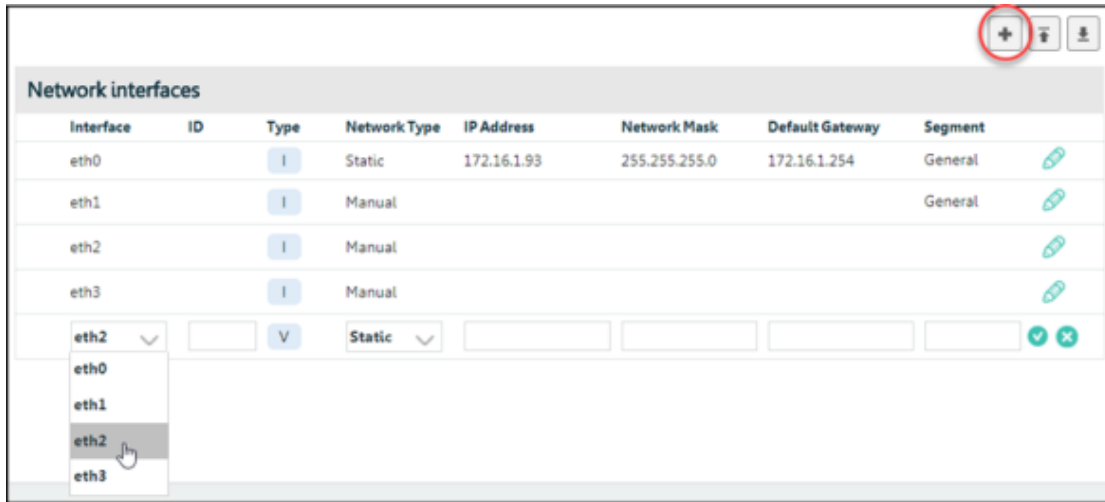 Network interfaces
Interface ID Type Network Type IP Address Network Mask Default Gateway Segment
eth0 I Static 172.16.1.93 255.255.255.0 172.16.1.254 General
eth1 I Manual General
eth2 I Manual
eth3 I Manual
eth2 V Static
eth0
eth1
eth2
eth3